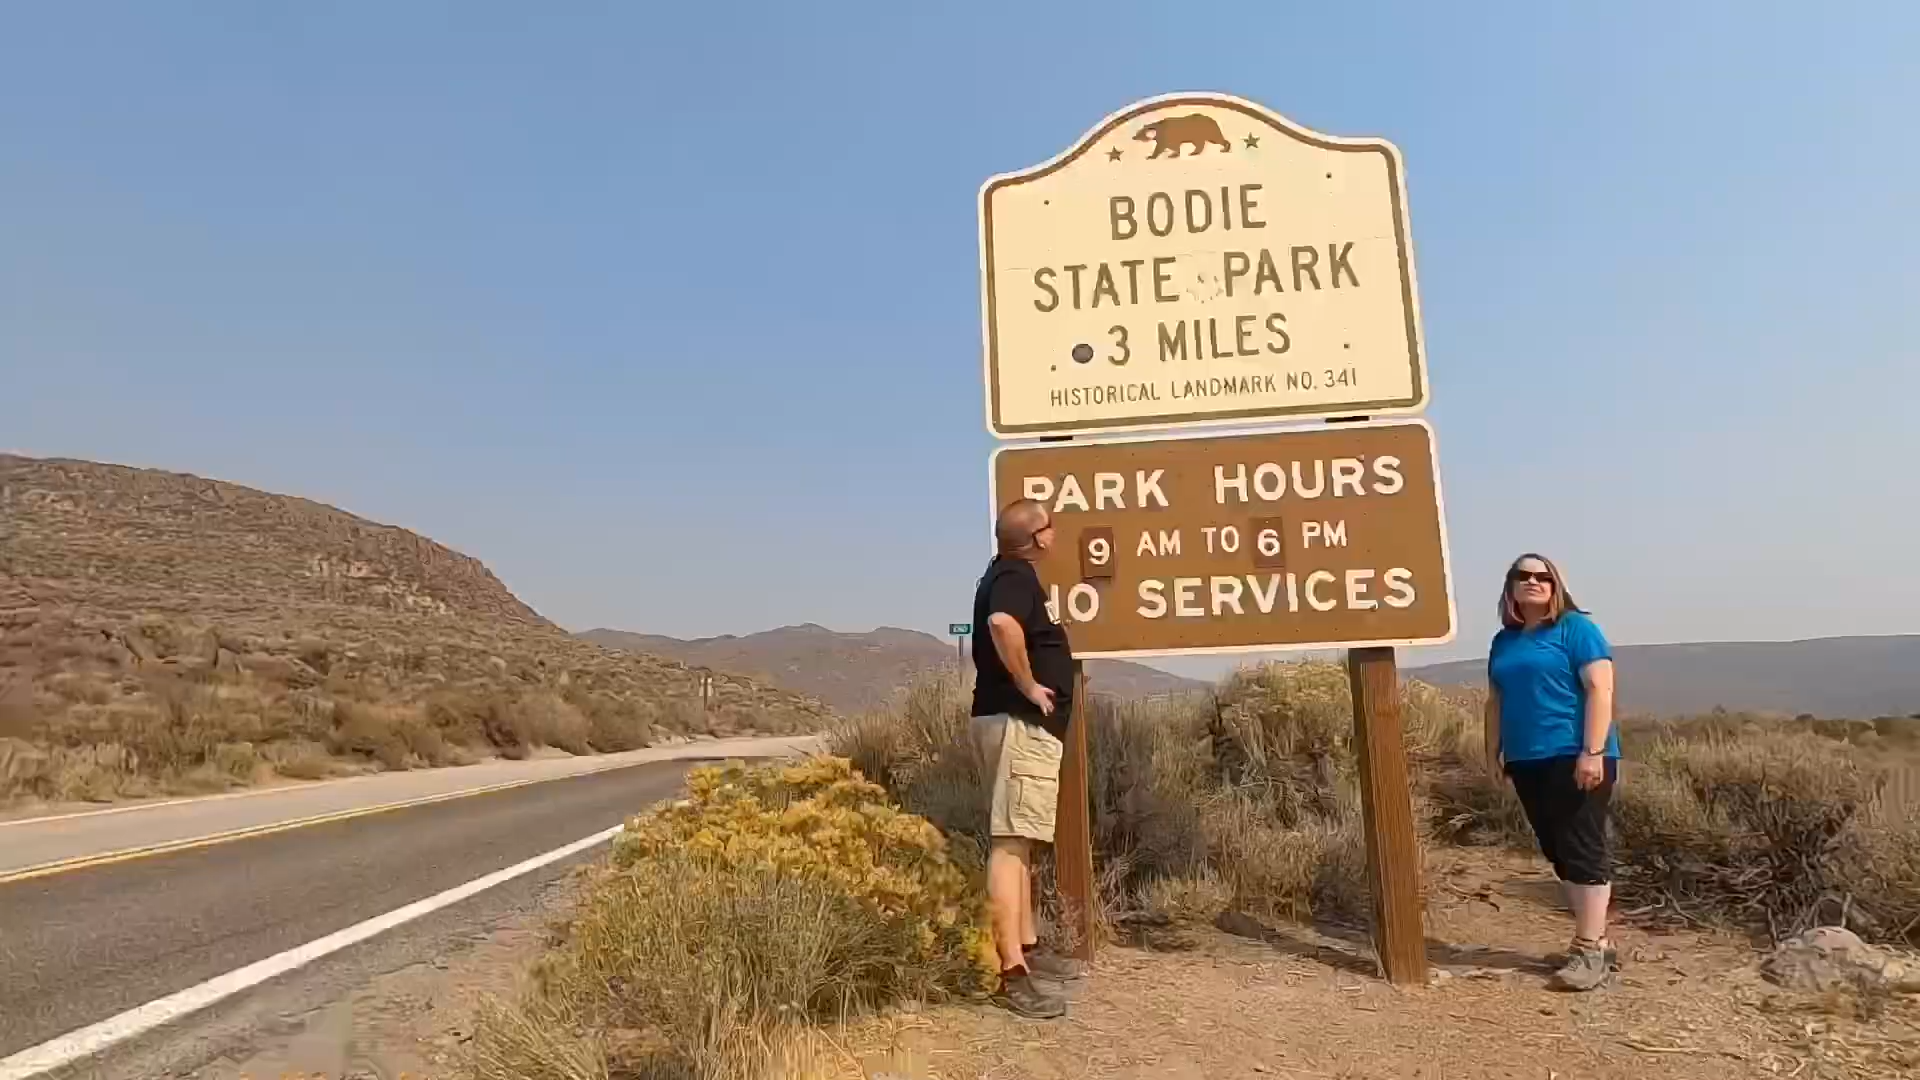 BODIE
STATE PARK
3 MILES
HISTORICAL LANDMARK NO. 341
PARK HOURS
9 AM TO 6 PM
NO SERVICES